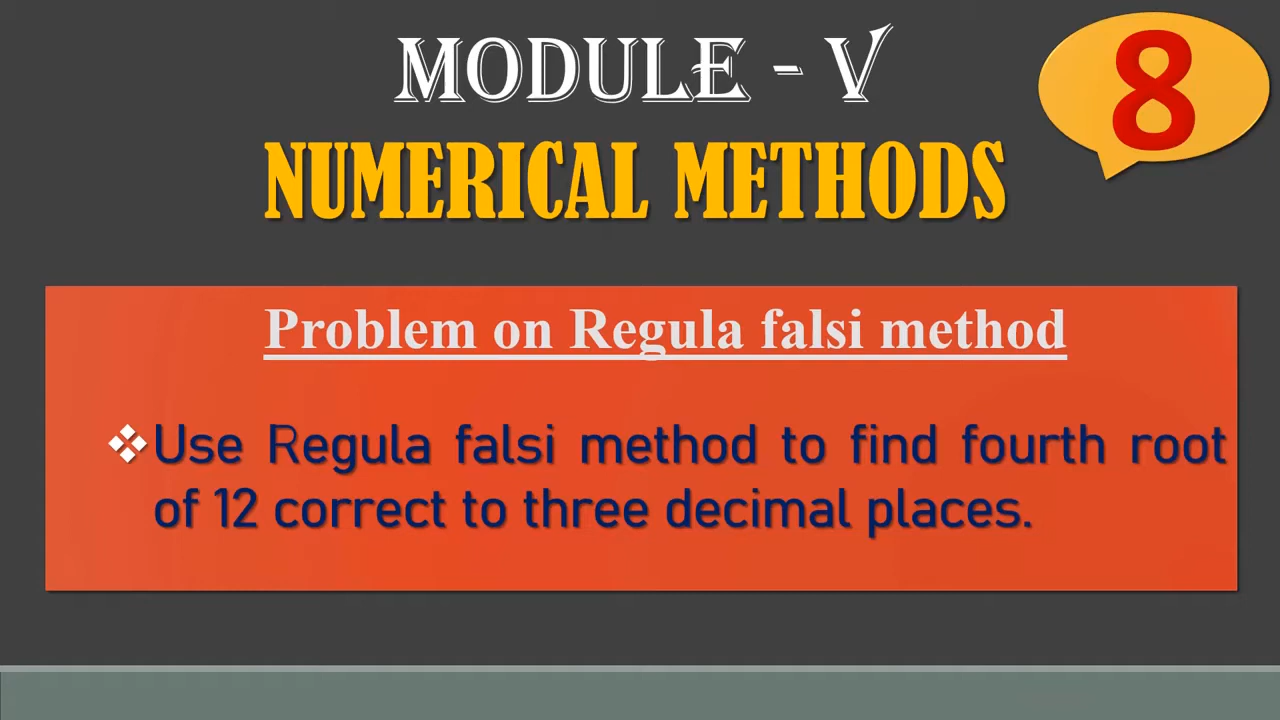 MODULE - V
8
NUMERICAL METHODS
Problem on Regula falsi method
❖Use Regula falsi method to find fourth root
of 12 correct to three decimal places.